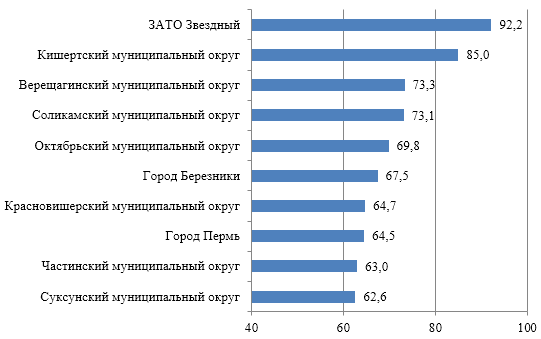 ЗАТО Звездный 92,2
Кишертский муниципальный округ 85,0
Верещагинский муниципальный округ 73,3
Соликамский муниципальный округ 73,1
Октябрьский муниципальный округ 69,8
Город Березники 67,5
Красновишерский муниципальный округ 64,7
Город Пермь 64,5
Частинский муниципальный округ 63,0
Суксунский муниципальный округ 62,6
40 60 80 100